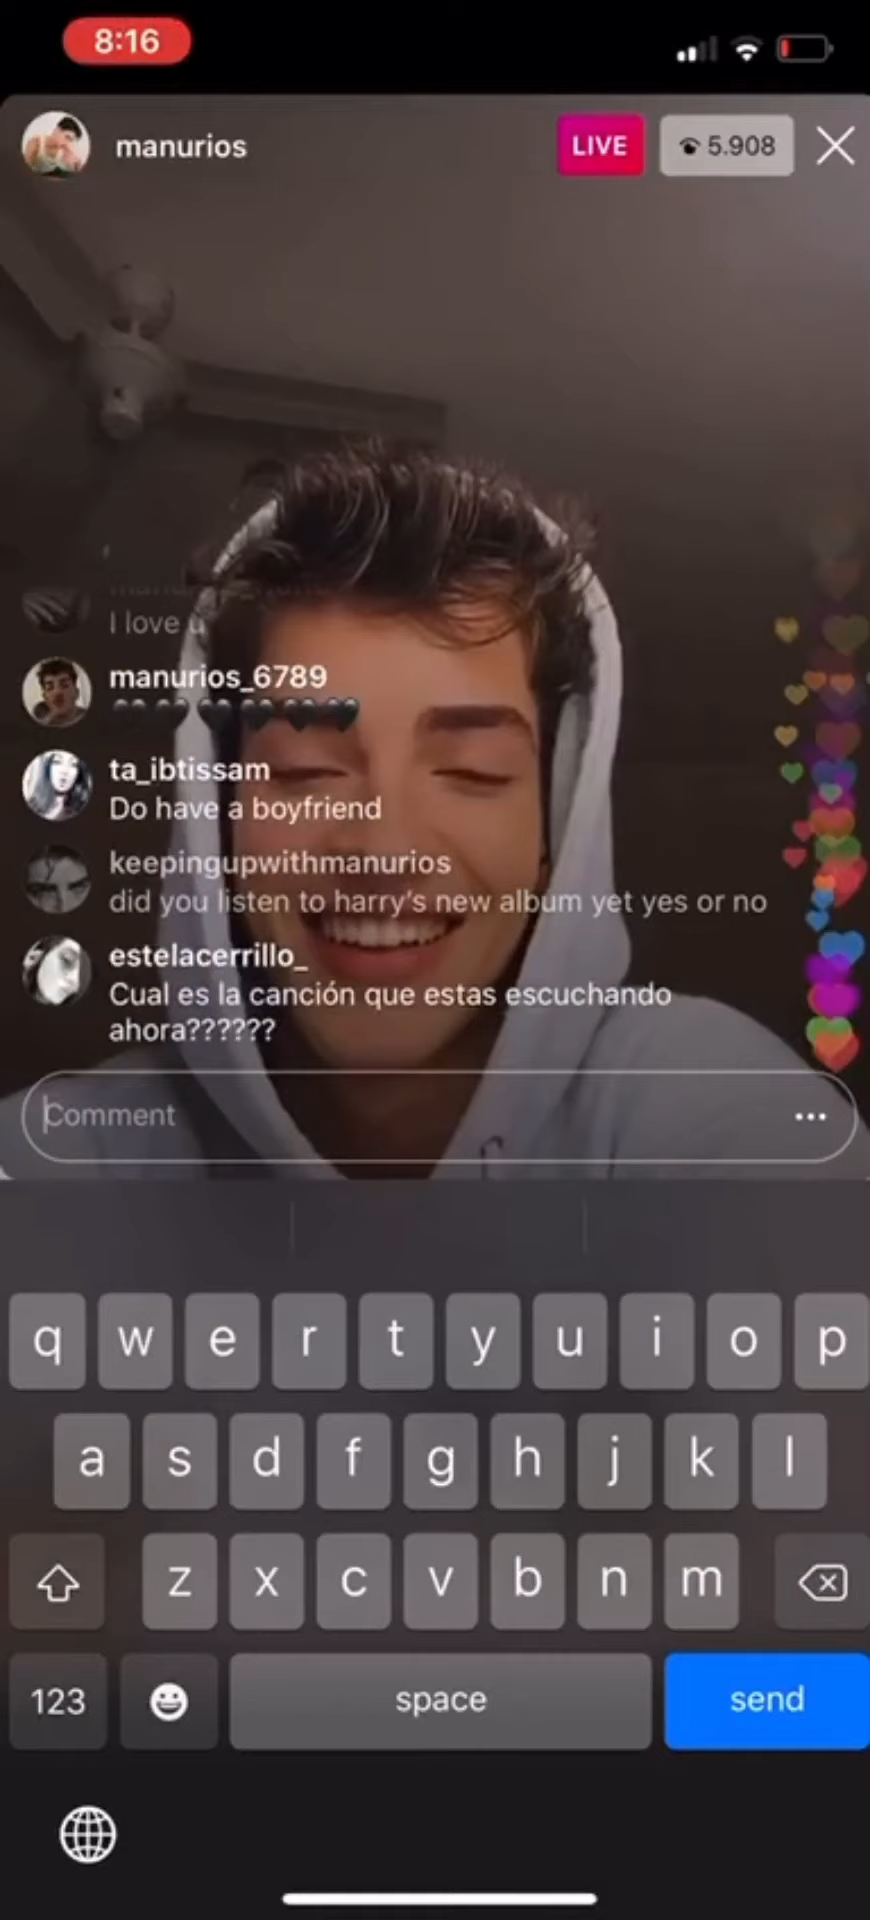 8:16
manurios
LIVE
5.908
I love u
manurios_6789
ta_ibtissam
Do have a boyfriend
keepingupwithmanurios
did you listen to harry's new album yet yes or no
estelacerrillo_
Cual es la canción que estas escuchando
ahora??????
Comment
q w e r t y u i o p
a s d f g h j k l
z x c v b n m
123
space
send